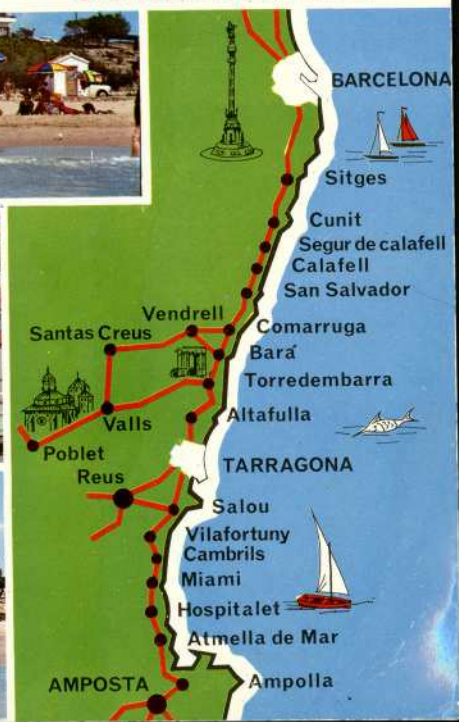 BARCELONA
Sitges
Cunit
Segur de calafell
Calafell
San Salvador
Vendrell
Comarruga
Santas Creus
Bará
Torredembarra
Valls
Altafulla
Poblet
TARRAGONA
Reus
Salou
Vilafortuny
Cambrils
Miami
Hospitalet
Atmella de Mar
AMPOSTA
Ampolla